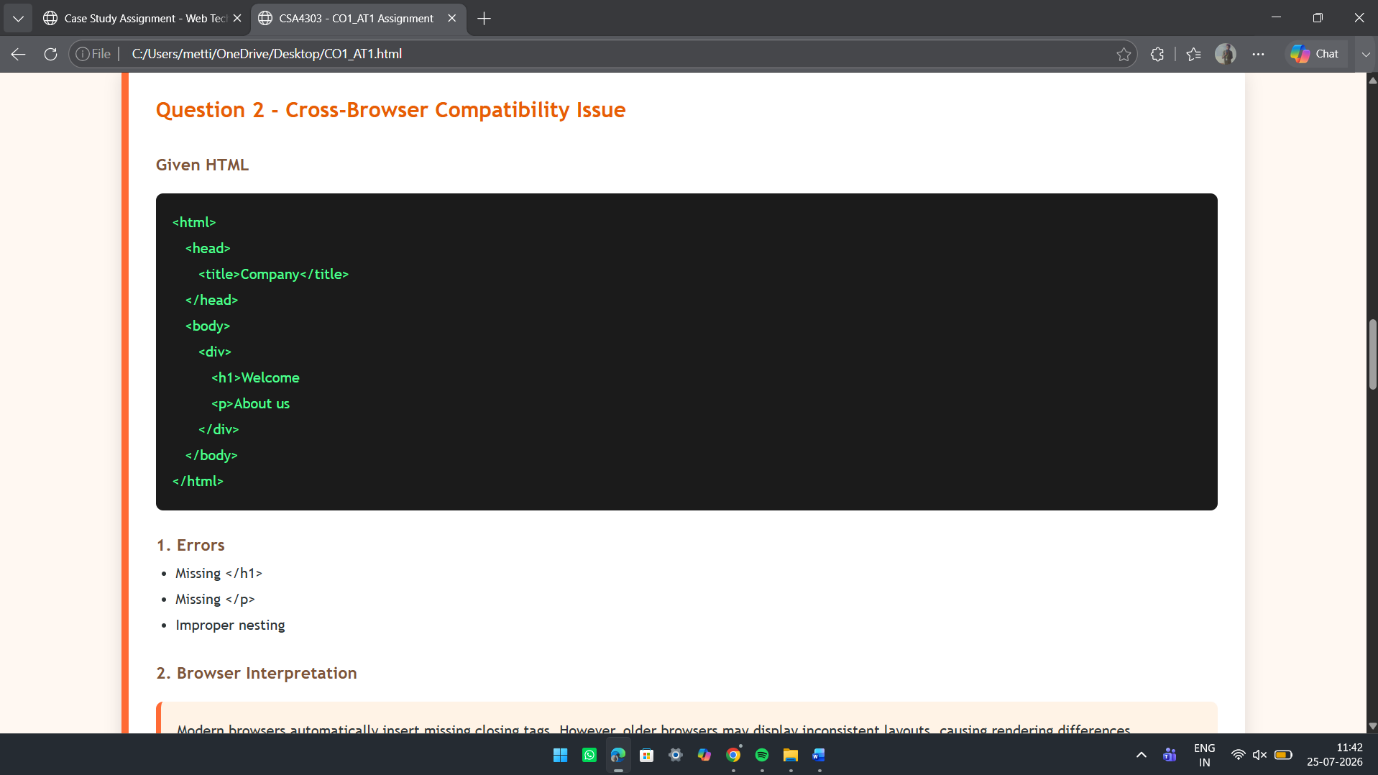 Case Study Assignment - Web Tec
CSA4303 - CO1_AT1 Assignment
File
C:/Users/metti/OneDrive/Desktop/CO1_AT1.html
Chat
Question 2 - Cross-Browser Compatibility Issue
Given HTML
<html>
<head>
<title>Company</title>
</head>
<body>
<div>
<h1>Welcome
<p>About us
</div>
</body>
</html>
1. Errors
• Missing </h1>
• Missing </p>
• Improper nesting
2. Browser Interpretation
Modern browsers automatically insert missing closing tags. However, older browsers may display inconsistent layouts, causing rendering differences.
ENG
IN
11:42
25-07-2026